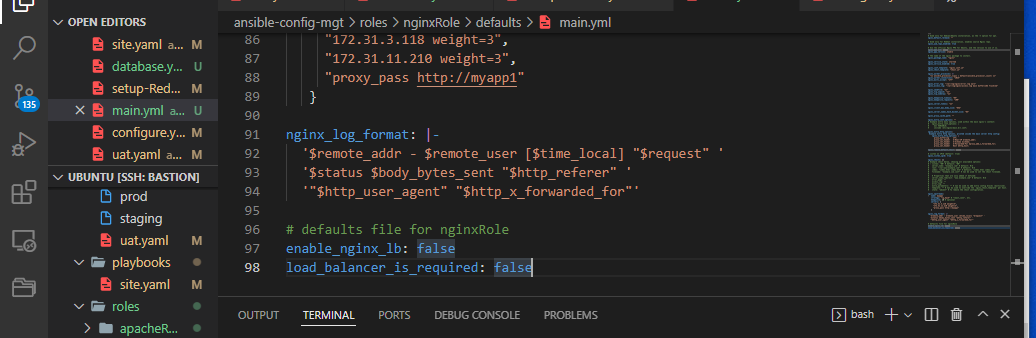 OPEN EDITORS
site.yaml a... M
database.y... U
setup-Red... M
main.yml a... U
configure.y... M
uat.yaml a... M
UBUNTU [SSH: BASTION]
prod
staging
uat.yaml M
playbooks
site.yaml M
roles
apacheR...
135
ansible-config-mgt > roles > nginxRole > defaults > main.yml
86 "172.31.3.118 weight=3",
87 "172.31.11.210 weight=3",
88 "proxy_pass http://myapp1"
89 }
90
91 nginx_log_format: |-
92 '$remote_addr - $remote_user [$time_local] "$request" '
93 '$status $body_bytes_sent "$http_referer" '
94 '"$http_user_agent" "$http_x_forwarded_for"'
95
96 # defaults file for nginxRole
97 enable_nginx_lb: false
98 load_balancer_is_required: false
OUTPUT TERMINAL PORTS DEBUG CONSOLE PROBLEMS
bash